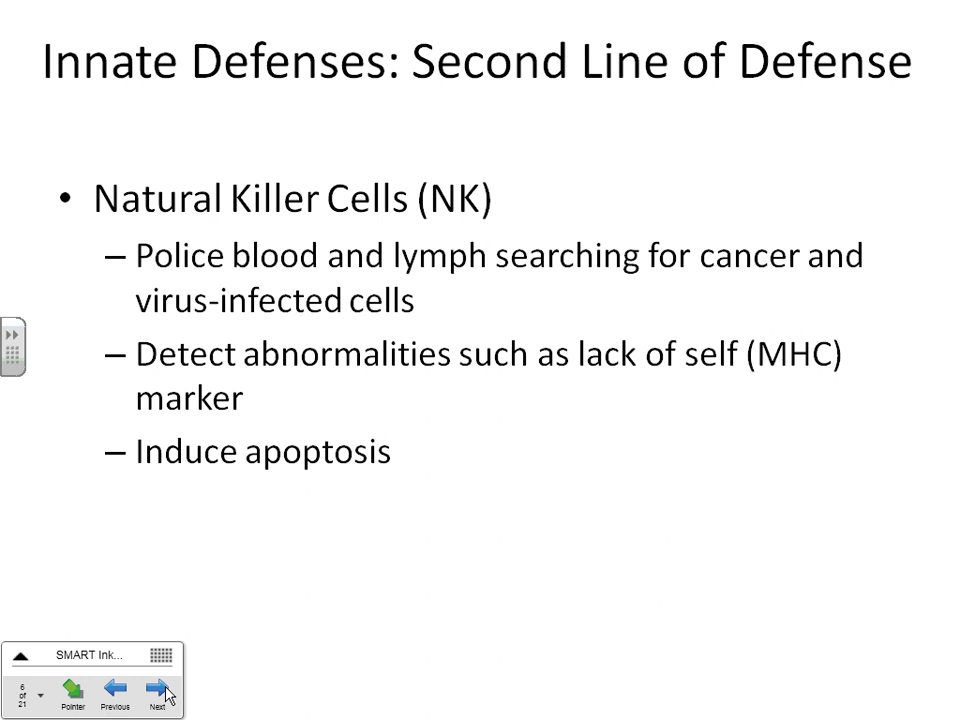 Innate Defenses: Second Line of Defense
• Natural Killer Cells (NK)
– Police blood and lymph searching for cancer and
virus-infected cells
– Detect abnormalities such as lack of self (MHC)
marker
– Induce apoptosis
SMART Ink...
6
of
21
Pointer Previous Next